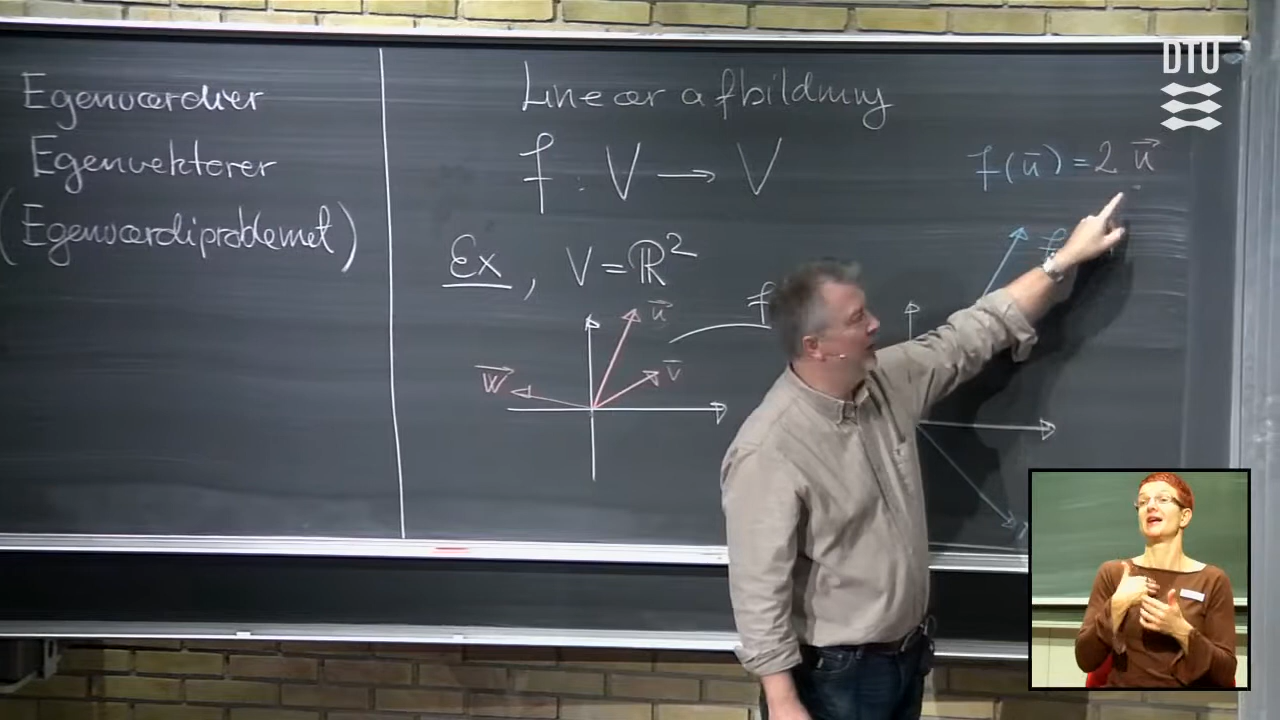 Egenværdier
Egenvektorer
(Egenværdiproblemet)
Lineær afbildning
f : V → V
Ex, V = ℝ²
u⃗
v⃗
w⃗
f
f(ū) = 2 u⃗
DTU